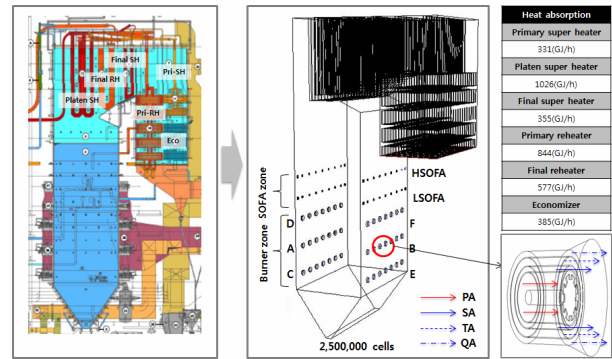 Final SH
Pri-SH
Final RH
Platen SH
Pri-RH
Eco
HSOFA
LSOFA
SOFA zone
Burner zone
D
F
A
B
C
E
PA
SA
TA
QA
2,500,000 cells
Heat absorption
Primary super heater
331(GJ/h)
Platen super heater
1026(GJ/h)
Final super heater
355(GJ/h)
Primary reheater
844(GJ/h)
Final reheater
577(GJ/h)
Economizer
385(GJ/h)